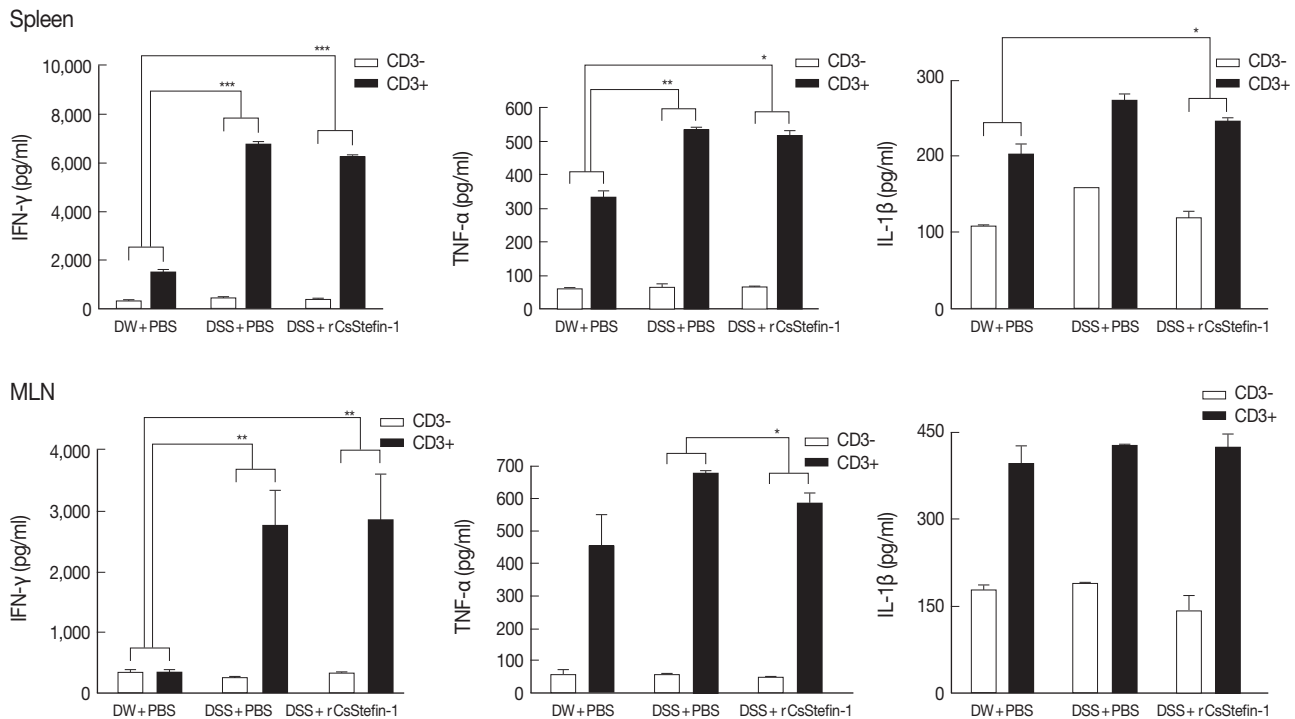 Spleen
IFN-γ (pg/ml)
10,000
8,000
6,000
4,000
2,000
0
***
***
CD3-
CD3+
DW+PBS DSS+PBS DSS+rCsStefin-1
TNF-α (pg/ml)
600
500
400
300
200
100
0
**
*
CD3-
CD3+
DW+PBS DSS+PBS DSS+rCsStefin-1
IL-1β (pg/ml)
300
200
100
0
*
CD3-
CD3+
DW+PBS DSS+PBS DSS+rCsStefin-1
MLN
IFN-γ (pg/ml)
4,000
3,000
2,000
1,000
0
**
**
CD3-
CD3+
DW+PBS DSS+PBS DSS+rCsStefin-1
TNF-α (pg/ml)
700
600
500
400
300
200
100
0
*
CD3-
CD3+
DW+PBS DSS+PBS DSS+rCsStefin-1
IL-1β (pg/ml)
450
300
150
0
CD3-
CD3+
DW+PBS DSS+PBS DSS+rCsStefin-1